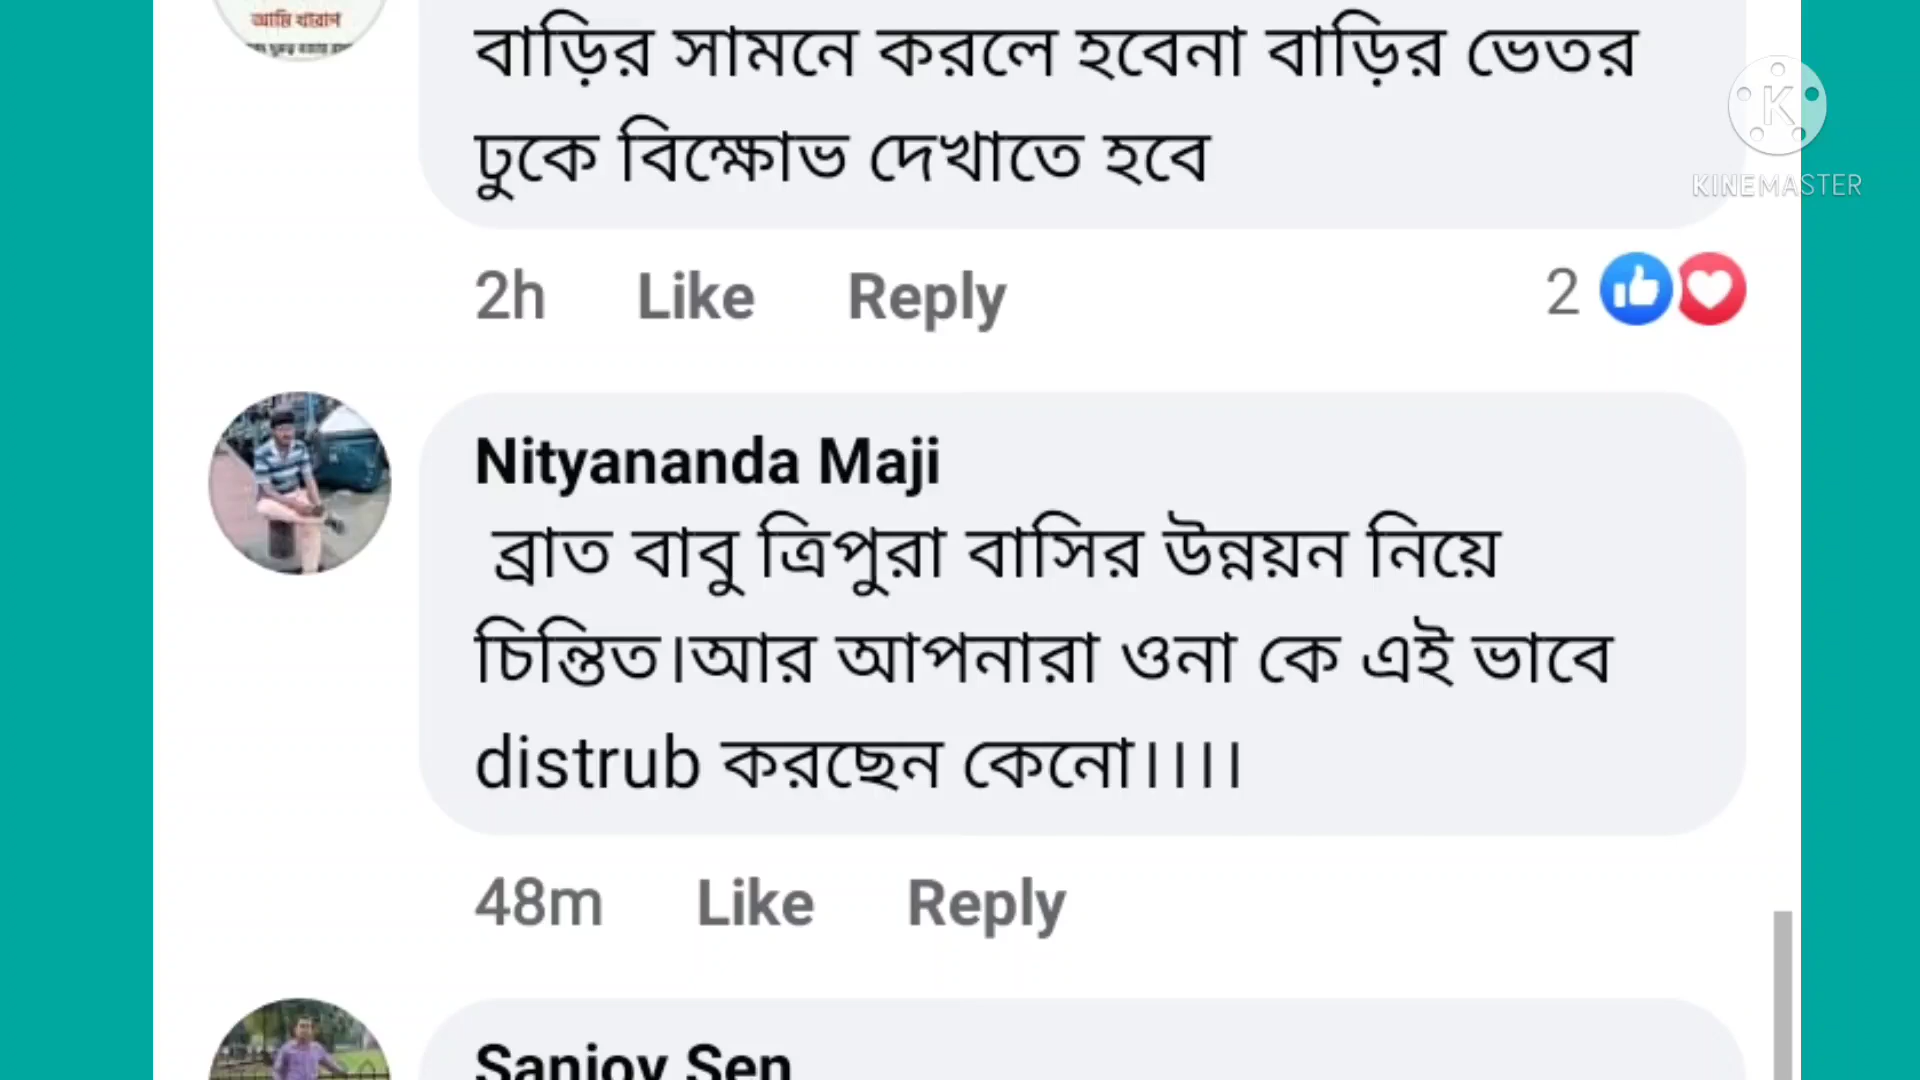 আমি খারাপ
বাড়ির সামনে করলে হবেনা বাড়ির ভেতর
ঢুকে বিক্ষোভ দেখাতে হবে
KINEMASTER
2h Like Reply 2
Nityananda Maji
ব্রাত বাবু ত্রিপুরা বাসির উন্নয়ন নিয়ে
চিন্তিত।আর আপনারা ওনা কে এই ভাবে
distrub করছেন কেনো।।।।
48m Like Reply
Sanjoy Sen